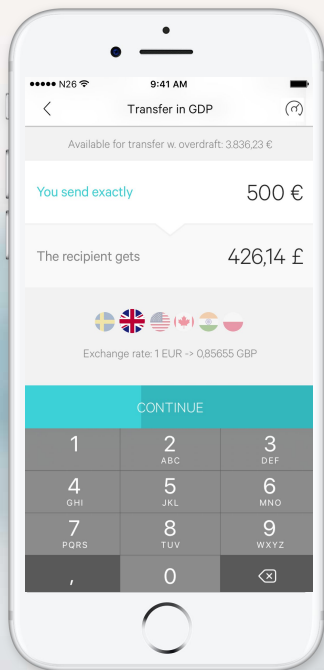 N26 9:41 AM
Transfer in GDP
Available for transfer w. overdraft: 3.836,23 €
You send exactly 500 €
The recipient gets 426,14 £
Exchange rate: 1 EUR -> 0,85655 GBP
CONTINUE
1 2 3
ABC DEF
4 5 6
GHI JKL MNO
7 8 9
PQRS TUV WXYZ
, 0